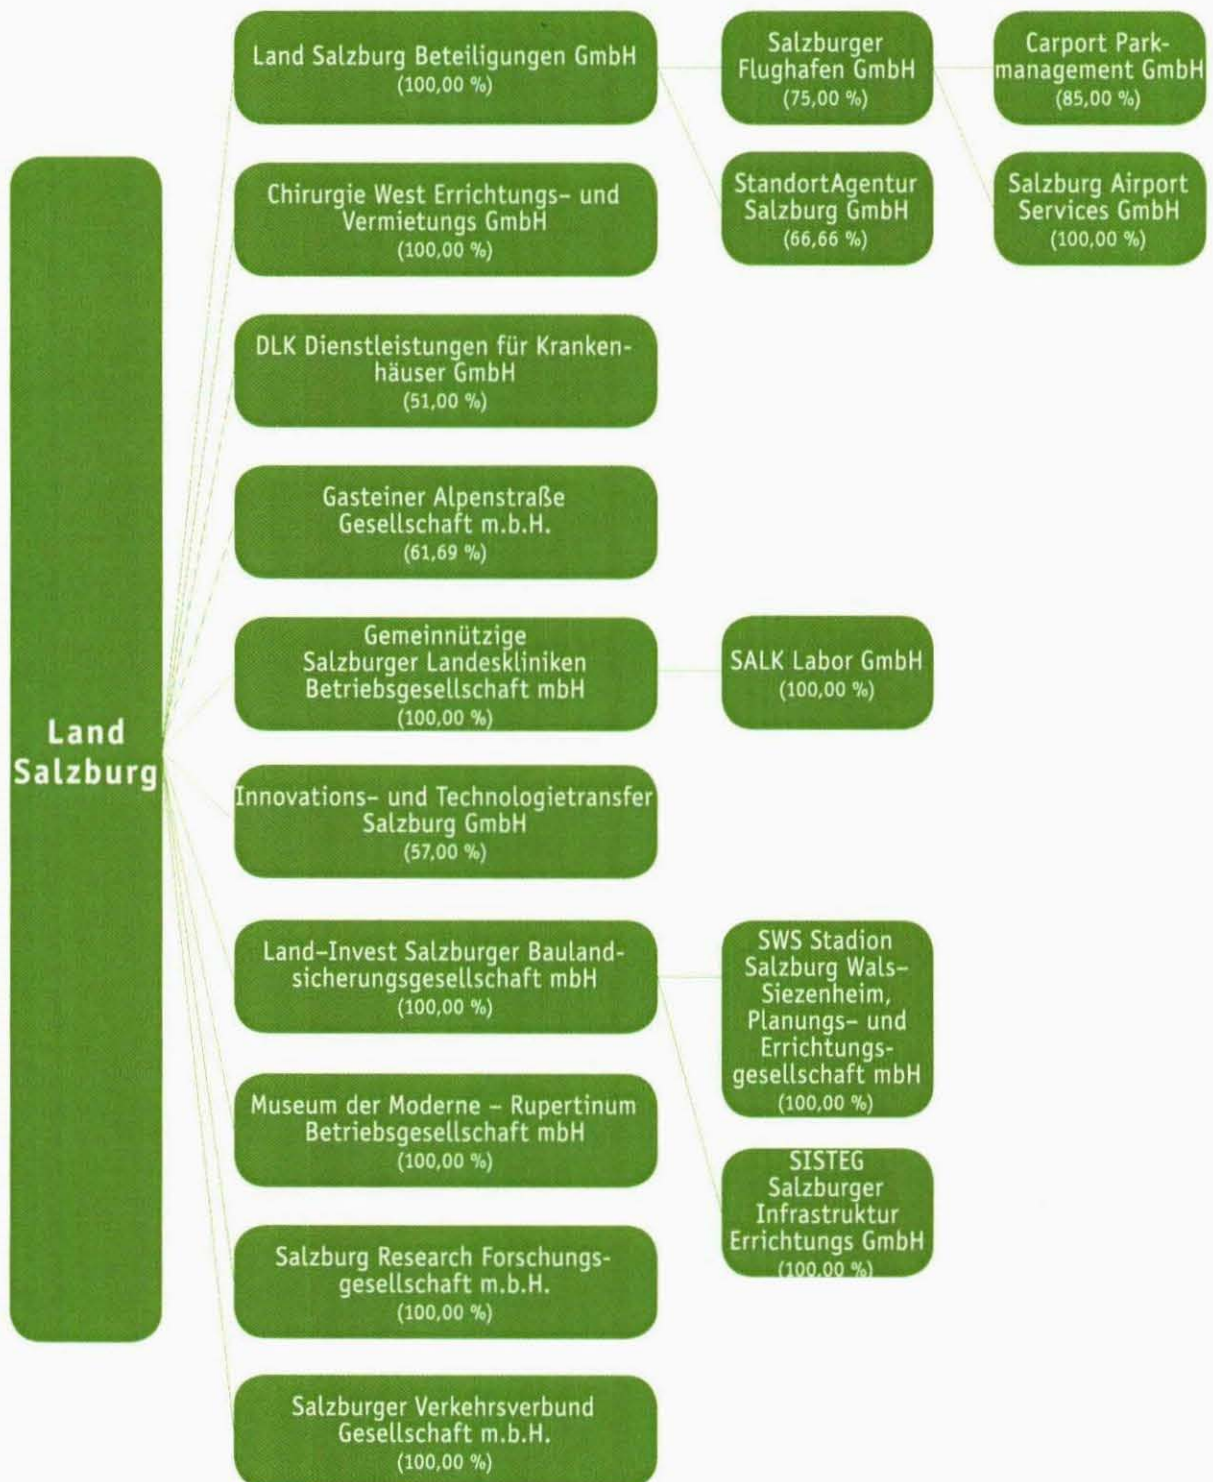 Land
Salzburg
Land Salzburg Beteiligungen GmbH
(100,00 %)
Salzburger
Flughafen GmbH
(75,00 %)
Carport Park-
management GmbH
(85,00 %)
StandortAgentur
Salzburg GmbH
(66,66 %)
Salzburg Airport
Services GmbH
(100,00 %)
Chirurgie West Errichtungs- und
Vermietungs GmbH
(100,00 %)
DLK Dienstleistungen für Kranken-
häuser GmbH
(51,00 %)
Gasteiner Alpenstraße
Gesellschaft m.b.H.
(61,69 %)
Gemeinnützige
Salzburger Landeskliniken
Betriebsgesellschaft mbH
(100,00 %)
SALK Labor GmbH
(100,00 %)
Innovations- und Technologietransfer
Salzburg GmbH
(57,00 %)
Land-Invest Salzburger Bauland-
sicherungsgesellschaft mbH
(100,00 %)
SWS Stadion
Salzburg Wals-
Siezenheim,
Planungs- und
Errichtungs-
gesellschaft mbH
(100,00 %)
SISTEG
Salzburger
Infrastruktur
Errichtungs GmbH
(100,00 %)
Museum der Moderne – Rupertinum
Betriebsgesellschaft mbH
(100,00 %)
Salzburg Research Forschungs-
gesellschaft m.b.H.
(100,00 %)
Salzburger Verkehrsverbund
Gesellschaft m.b.H.
(100,00 %)